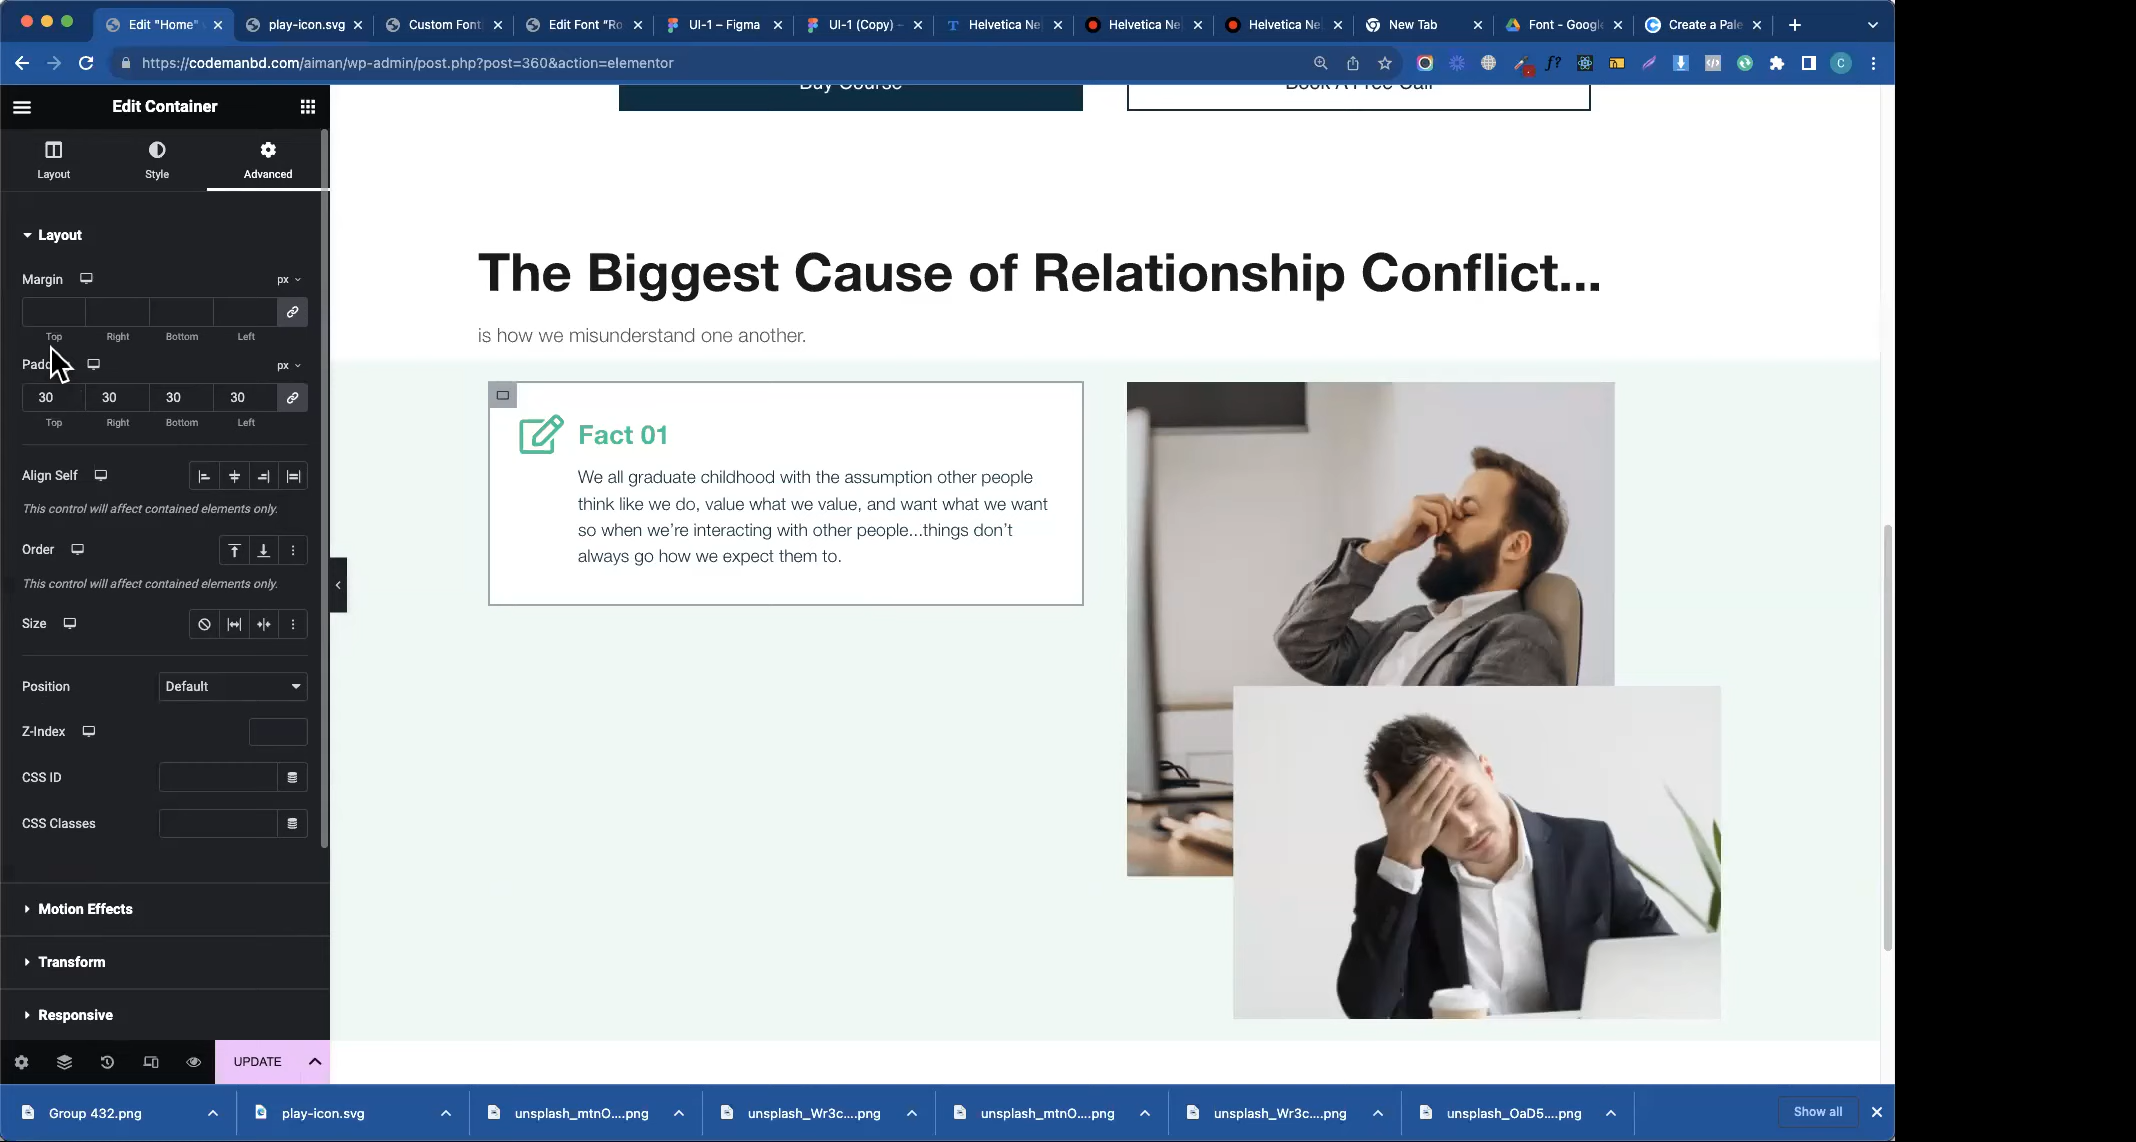 Edit "Home"
play-icon.svg
Custom Font
Edit Font "Ro
UI-1 – Figma
UI-1 (Copy) –
Helvetica Ne
Helvetica Ne
Helvetica Ne
New Tab
Font - Googl
Create a Pale
https://codemanbd.com/aiman/wp-admin/post.php?post=360&action=elementor
C
Edit Container
Layout
Style
Advanced
Layout
Margin
px
Top
Right
Bottom
Left
px
30
30
30
30
Top
Right
Bottom
Left
Align Self
This control will affect contained elements only.
Order
This control will affect contained elements only.
Size
Position
Default
Z-Index
CSS ID
CSS Classes
Motion Effects
Transform
Responsive
UPDATE
Buy Course
Book A Free Call
The Biggest Cause of Relationship Conflict...
is how we misunderstand one another.
Fact 01
We all graduate childhood with the assumption other people
think like we do, value what we value, and want what we want
so when we're interacting with other people...things don't
always go how we expect them to.
Group 432.png
play-icon.svg
unsplash_mtnO....png
unsplash_Wr3c....png
unsplash_mtnO....png
unsplash_Wr3c....png
unsplash_OaD5....png
Show all